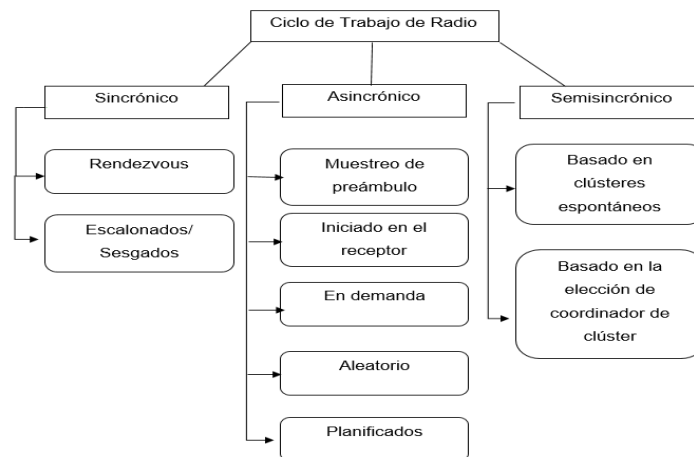 Ciclo de Trabajo de Radio
Sincrónico
Rendezvous
Escalonados/
Sesgados
Asincrónico
Muestreo de
preámbulo
Iniciado en el
receptor
En demanda
Aleatorio
Planificados
Semisincrónico
Basado en
clústeres
espontáneos
Basado en la
elección de
coordinador de
clúster